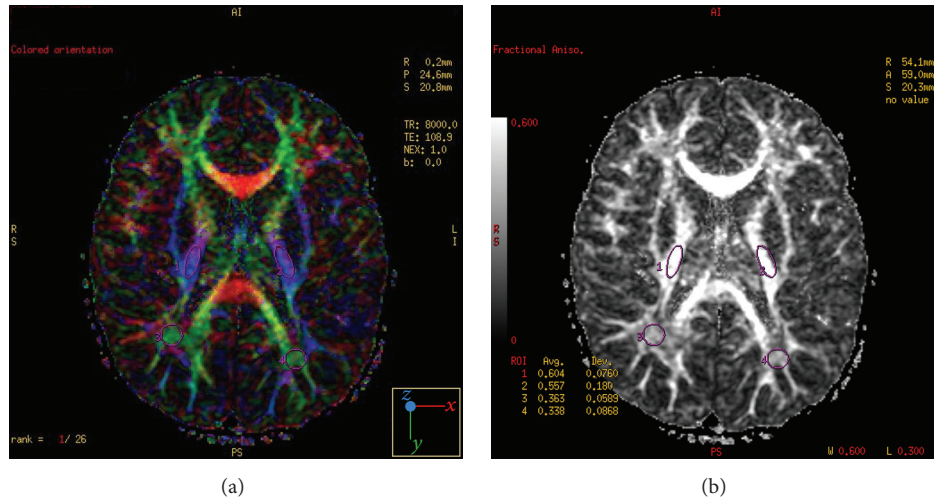 AI
Colored orientation
R 0.2mm
P 24.6mm
S 20.8mm
TR: 8000.0
TE: 108.9
NEX: 1.0
b: 0.0
R
S
L
I
1
2
3
4
z
x
y
rank = 1/ 26
PS
(a)
AI
Fractional Aniso.
R 54.1mm
A 59.0mm
S 20.3mm
no value
0.600
R
S
L
I
1
2
3
4
0
ROI Avg. Dev.
1 0.604 0.0760
2 0.557 0.180
3 0.363 0.0589
4 0.338 0.0868
PS
W 0.600 L 0.300
(b)